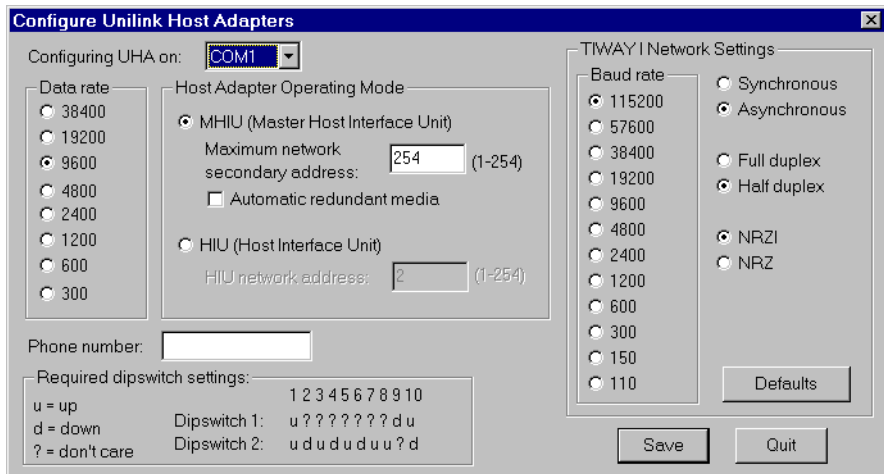 Configure Unilink Host Adapters
Configuring UHA on: COM1
Data rate
38400
19200
9600
4800
2400
1200
600
300
Host Adapter Operating Mode
MHIU (Master Host Interface Unit)
Maximum network
secondary address: 254 (1-254)
Automatic redundant media
HIU (Host Interface Unit)
HIU network address: 2 (1-254)
Phone number:
Required dipswitch settings:
u = up
d = down
? = don't care
1 2 3 4 5 6 7 8 9 10
Dipswitch 1: u ? ? ? ? ? ? ? d u
Dipswitch 2: u d u d u d u u ? d
TIWAY I Network Settings
Baud rate
115200
57600
38400
19200
9600
4800
2400
1200
600
300
150
110
Synchronous
Asynchronous
Full duplex
Half duplex
NRZI
NRZ
Defaults
Save
Quit